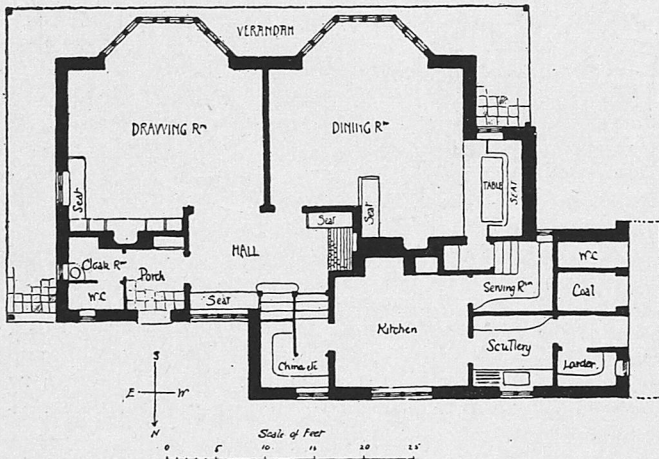 VERANDAH
DRAWING Rm
DINING Rm
Seat
Seat
TABLE
SEAT
Seat
HALL
Cloak Rm
Porch
W.C
Seat
Serving Rm
W.C
Coal
Kitchen
Scullery
Larder.
China etc
S
E W
N
Scale of Feet
0 5 10 15 20 25